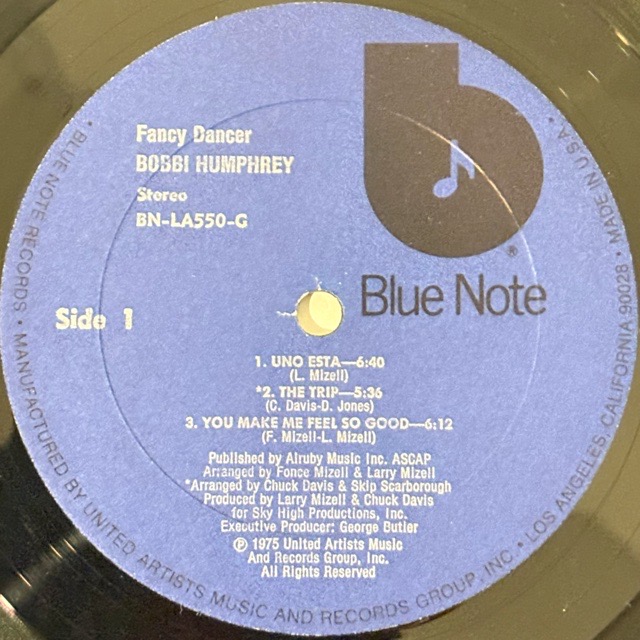 Fancy Dancer
BOBBI HUMPHREY
Stereo
BN-LA550-G
b
®
Blue Note
Side 1
1. UNO ESTA—6:40
(L. Mizell)
*2. THE TRIP—5:36
(C. Davis-D. Jones)
3. YOU MAKE ME FEEL SO GOOD—6:12
(F. Mizell-L. Mizell)
Published by Alruby Music Inc. ASCAP
Arranged by Fonce Mizell & Larry Mizell
*Arranged by Chuck Davis & Skip Scarborough
Produced by Larry Mizell & Chuck Davis
for Sky High Productions, Inc.
Executive Producer: George Butler
℗ 1975 United Artists Music
And Records Group, Inc.
All Rights Reserved
• BLUE NOTE RECORDS • MANUFACTURED BY UNITED ARTISTS MUSIC AND RECORDS GROUP, INC • LOS ANGELES, CALIFORNIA 90028 • MADE IN U.S.A.